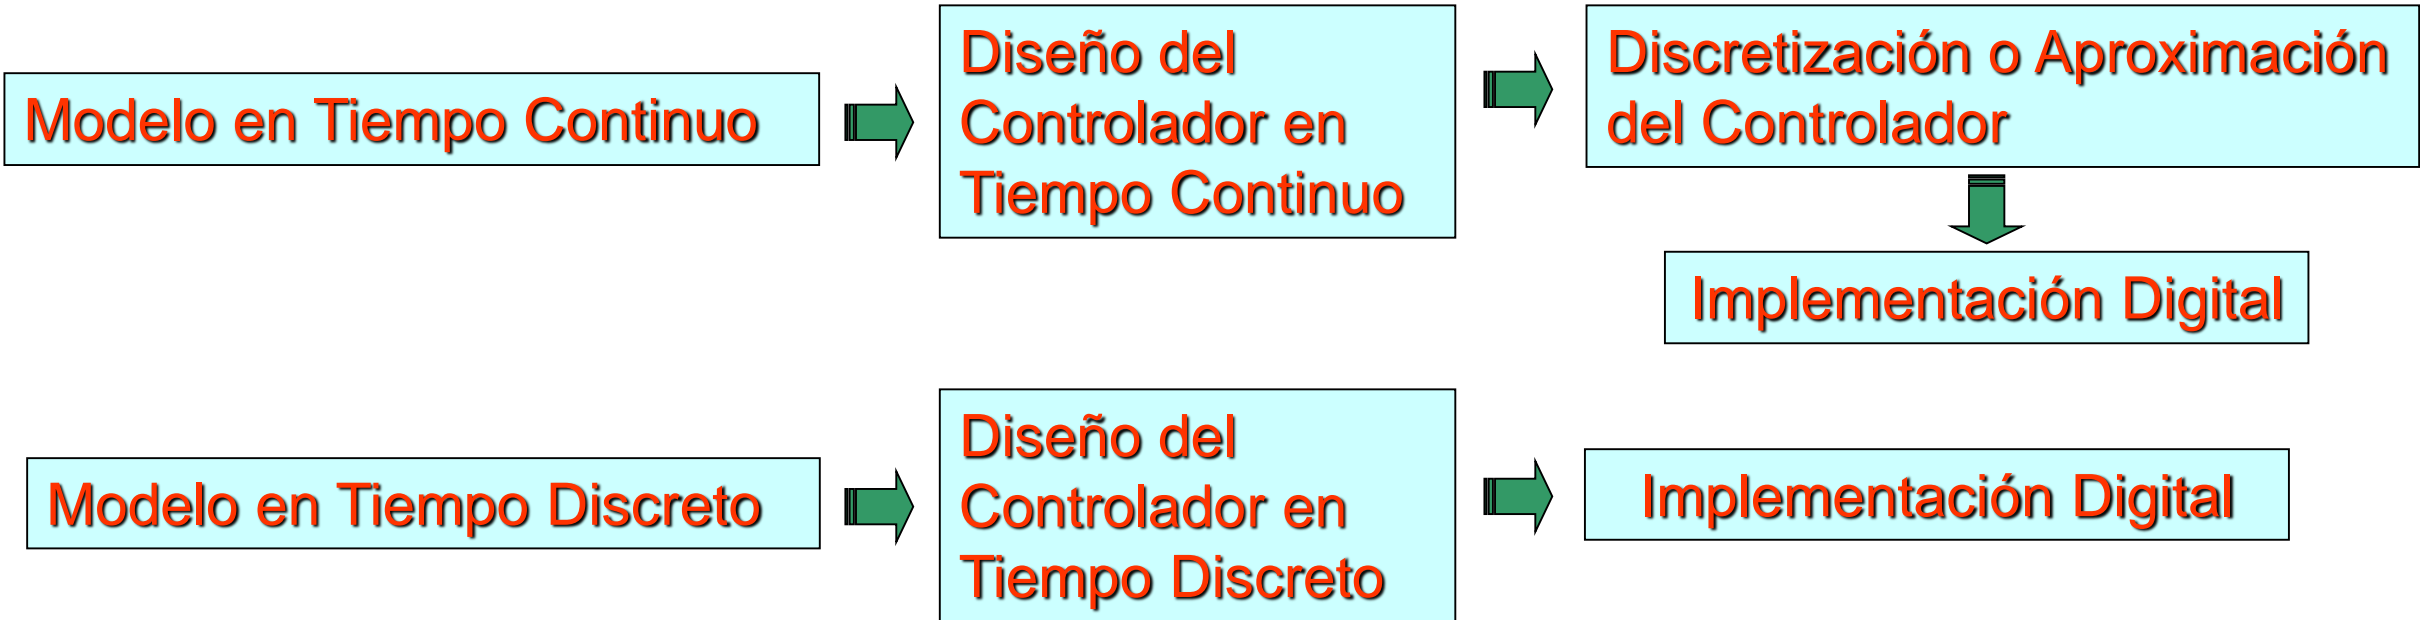 Modelo en Tiempo Continuo
Diseño del
Controlador en
Tiempo Continuo
Discretización o Aproximación
del Controlador
Implementación Digital
Modelo en Tiempo Discreto
Diseño del
Controlador en
Tiempo Discreto
Implementación Digital